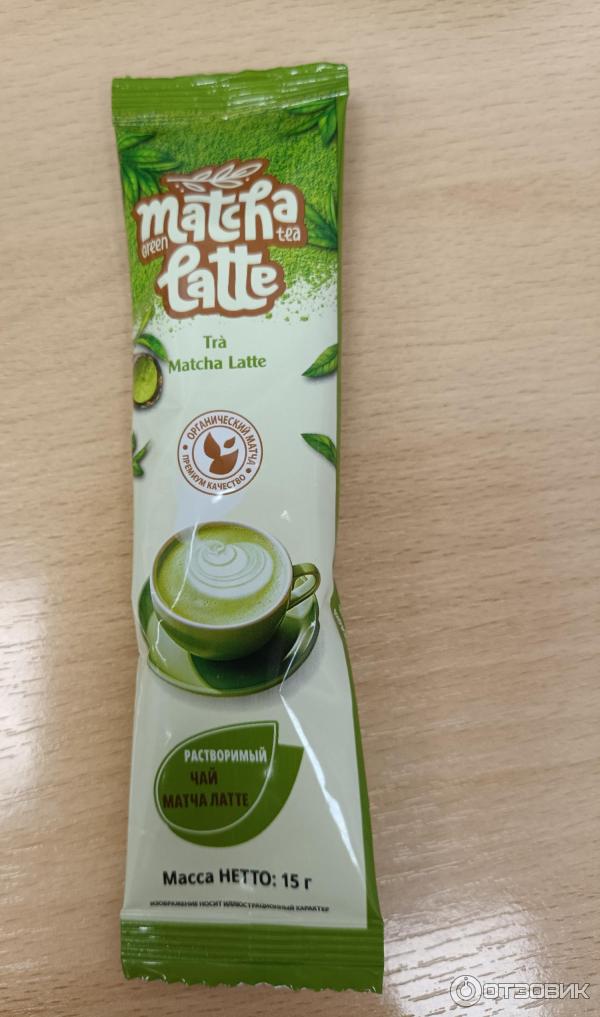 matcha
Green tea
latte
Trà
Matcha Latte
ОРГАНИЧЕСКИЙ МАТЧА
ПРЕМИУМ КАЧЕСТВО
РАСТВОРИМЫЙ
ЧАЙ
МАТЧА ЛАТТЕ
Масса НЕТТО: 15 г
ИЗОБРАЖЕНИЕ НОСИТ ИЛЛЮСТРАЦИОННЫЙ ХАРАКТЕР
ОТЗОВИК